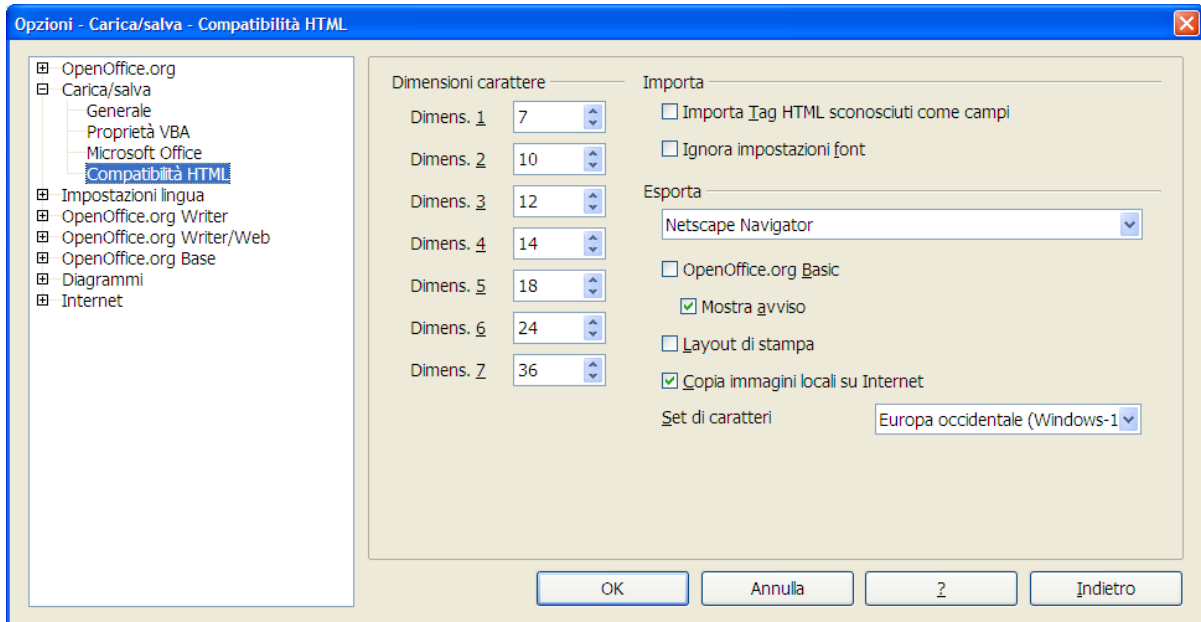 Opzioni - Carica/salva - Compatibilità HTML
OpenOffice.org
Carica/salva
Generale
Proprietà VBA
Microsoft Office
Compatibilità HTML
Impostazioni lingua
OpenOffice.org Writer
OpenOffice.org Writer/Web
OpenOffice.org Base
Diagrammi
Internet
Dimensioni carattere
Dimens. 1 7
Dimens. 2 10
Dimens. 3 12
Dimens. 4 14
Dimens. 5 18
Dimens. 6 24
Dimens. 7 36
Importa
Importa Tag HTML sconosciuti come campi
Ignora impostazioni font
Esporta
Netscape Navigator
OpenOffice.org Basic
Mostra avviso
Layout di stampa
Copia immagini locali su Internet
Set di caratteri Europa occidentale (Windows-1
OK Annulla ? Indietro